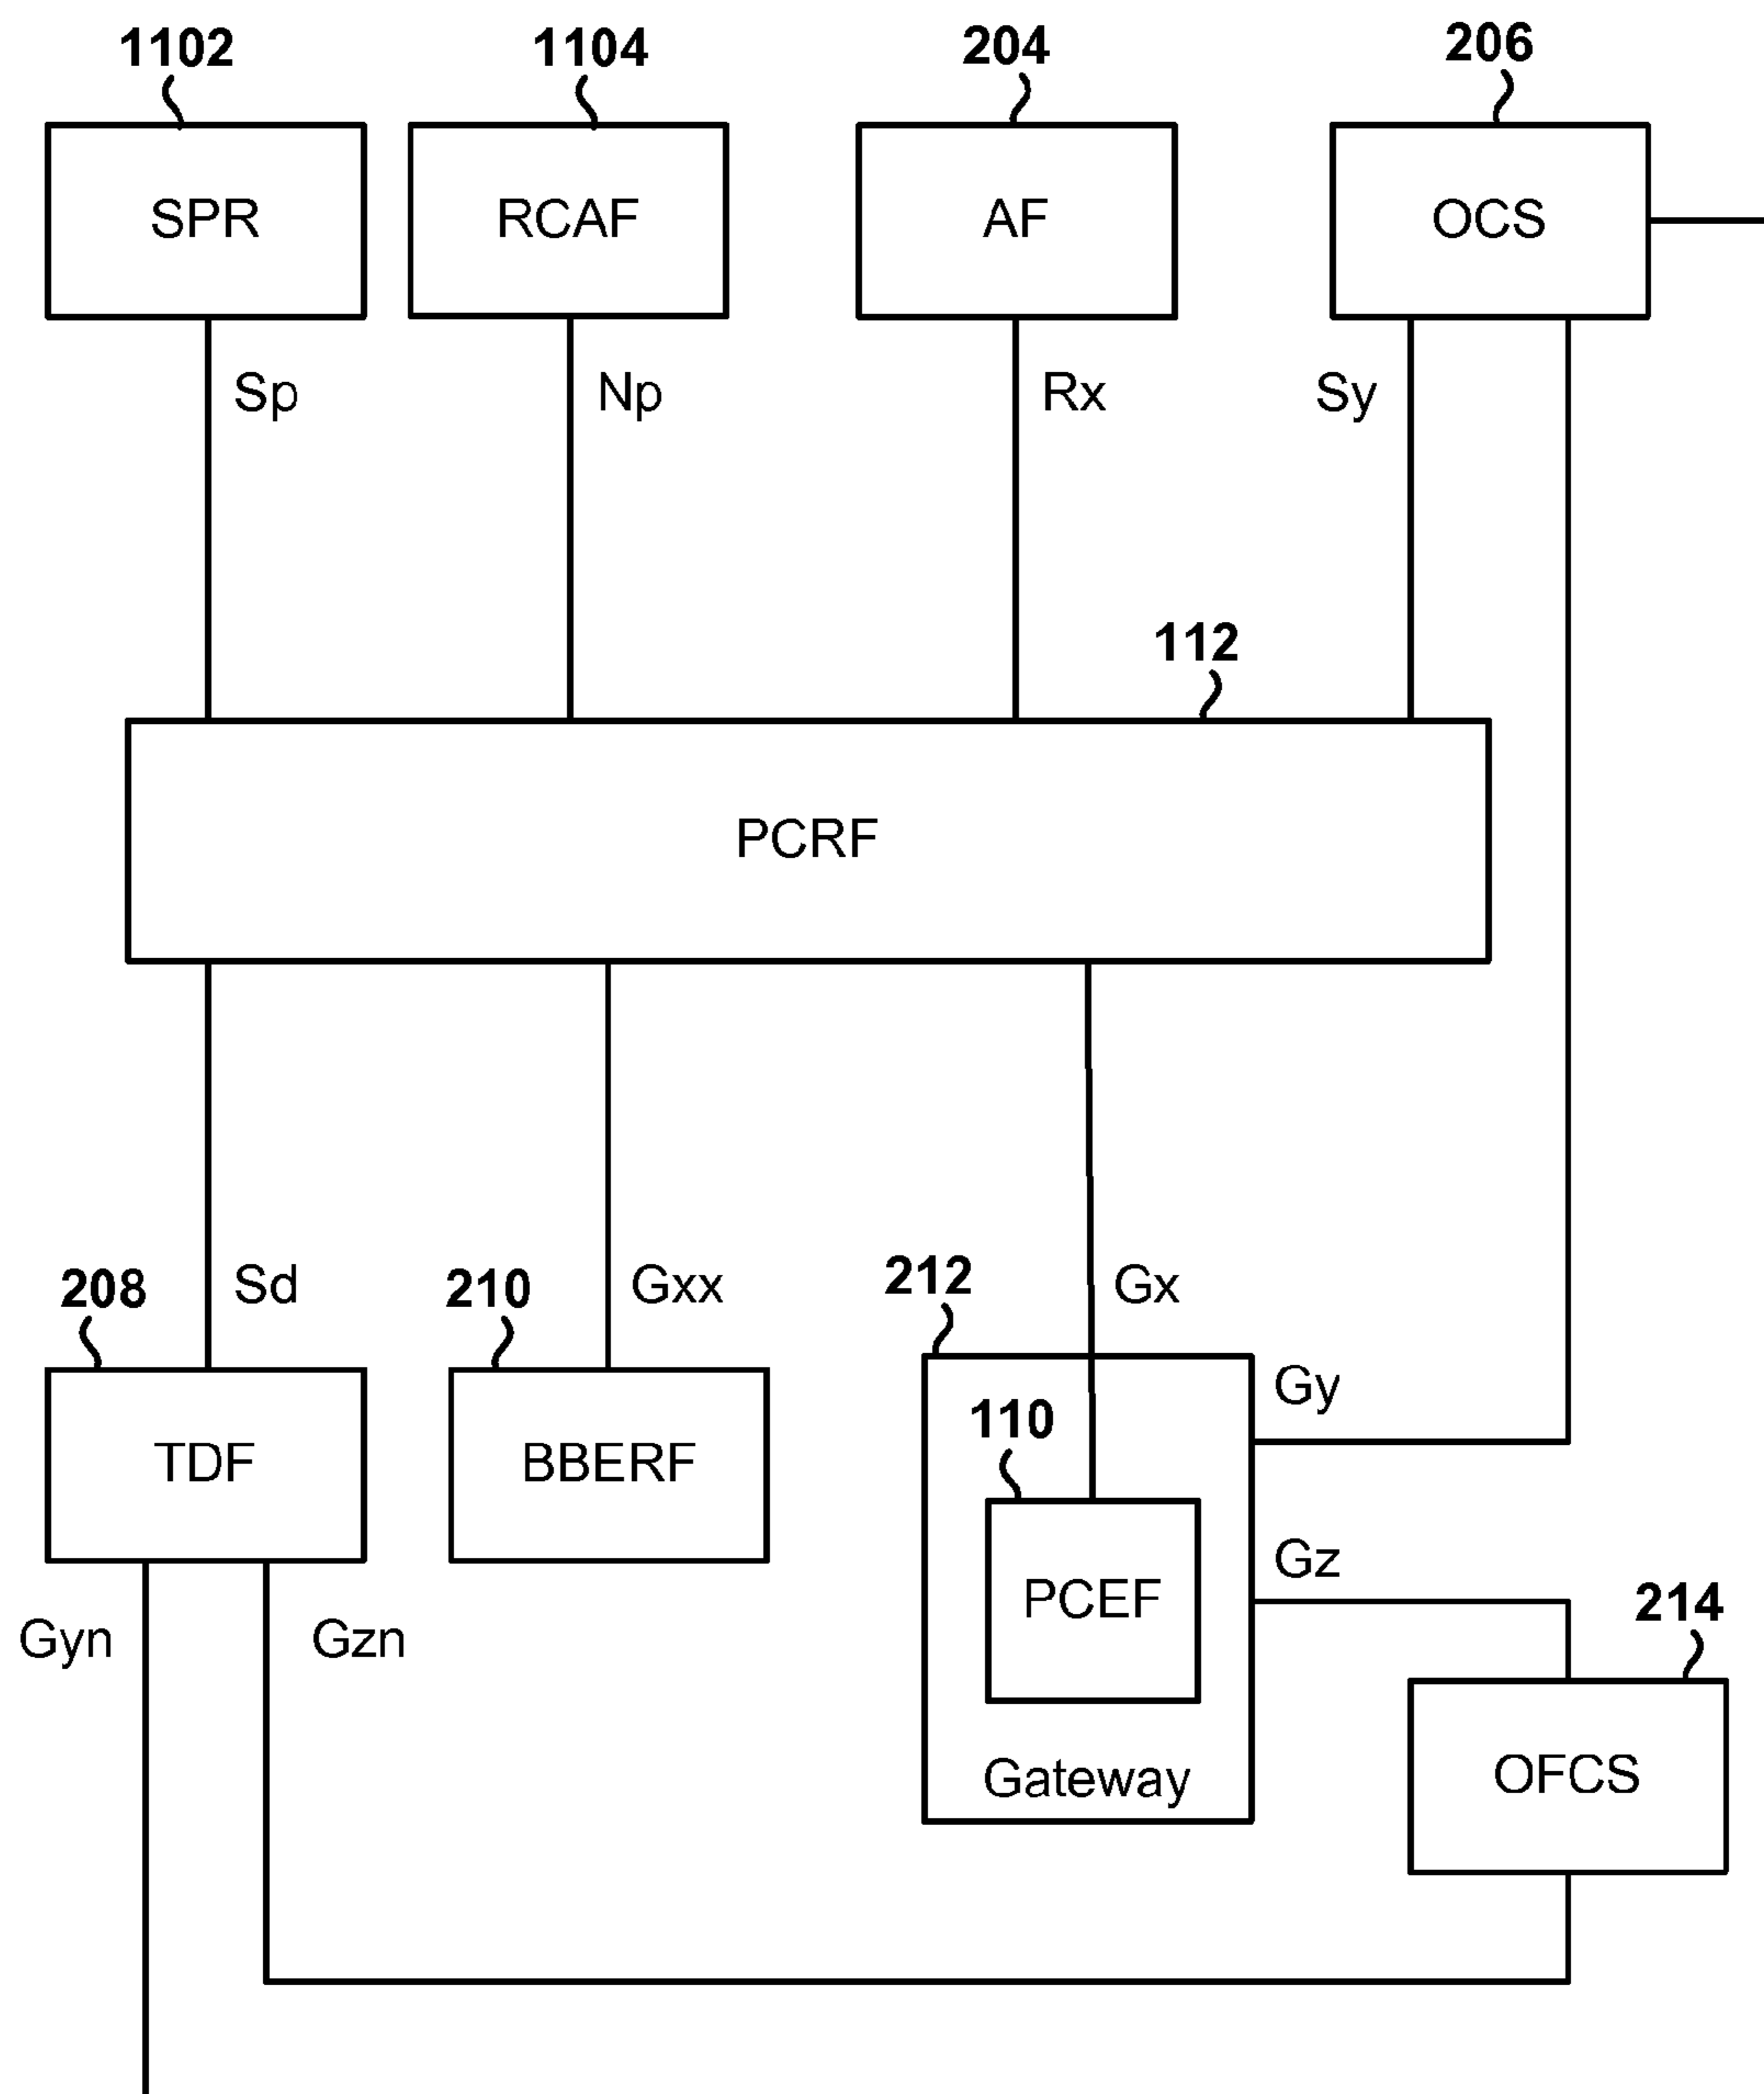 1102
1104
204
206
SPR
RCAF
AF
OCS
Sp
Np
Rx
Sy
112
PCRF
208
Sd
210
Gxx
212
Gx
Gy
110
TDF
BBERF
Gz
PCEF
214
Gyn
Gzn
Gateway
OFCS